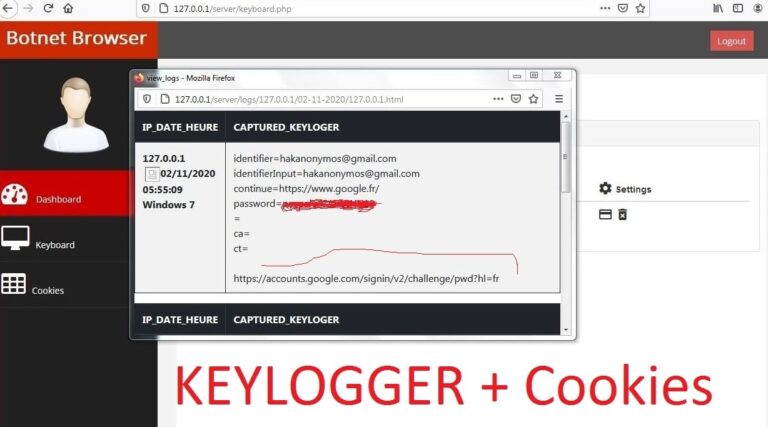 127.0.0.1/server/keyboard.php
Botnet Browser
Logout
view_logs - Mozilla Firefox
127.0.0.1/server/logs/127.0.0.1/02-11-2020/127.0.0.1.html
IP_DATE_HEURE CAPTURED_KEYLOGER
127.0.0.1
02/11/2020
05:55:09
Windows 7
identifier=hakanonymos@gmail.com
identifierInput=hakanonymos@gmail.com
continue=https://www.google.fr/
password=
=
ca=
ct=
https://accounts.google.com/signin/v2/challenge/pwd?hl=fr
IP_DATE_HEURE CAPTURED_KEYLOGER
Dashboard
Keyboard
Cookies
Settings
KEYLOGGER + Cookies